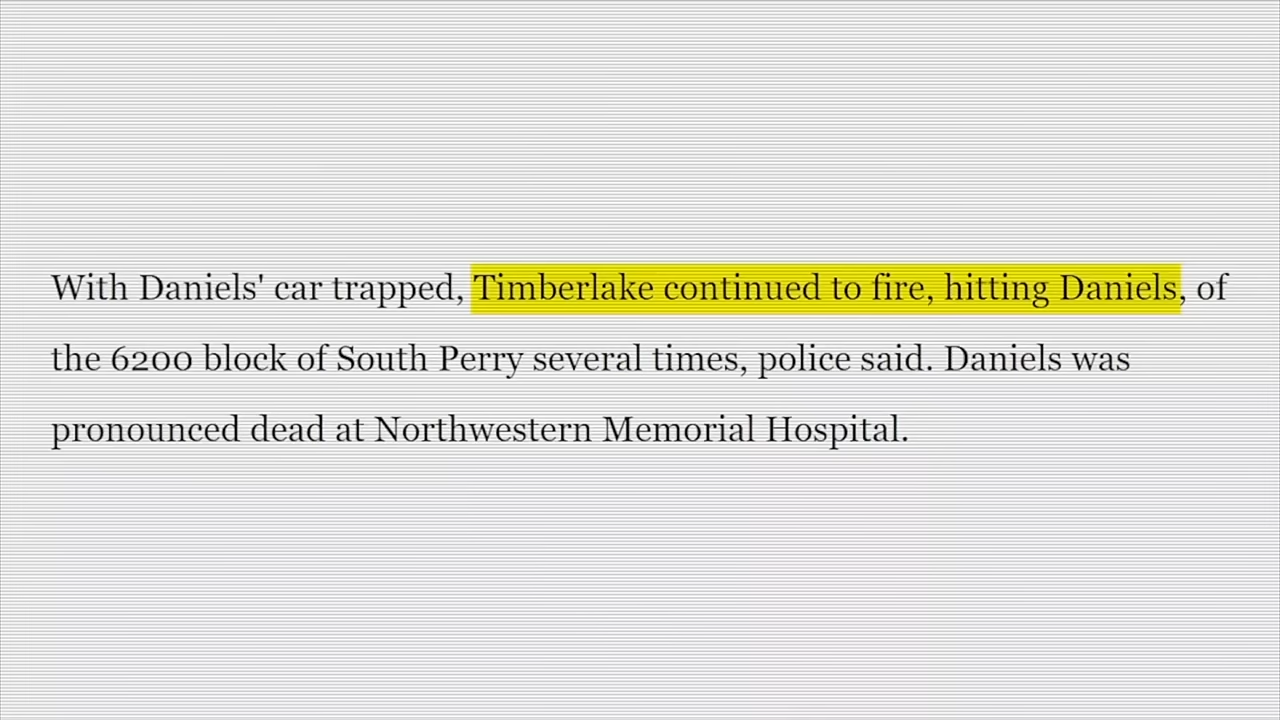 With Daniels' car trapped, Timberlake continued to fire, hitting Daniels, of
the 6200 block of South Perry several times, police said. Daniels was
pronounced dead at Northwestern Memorial Hospital.